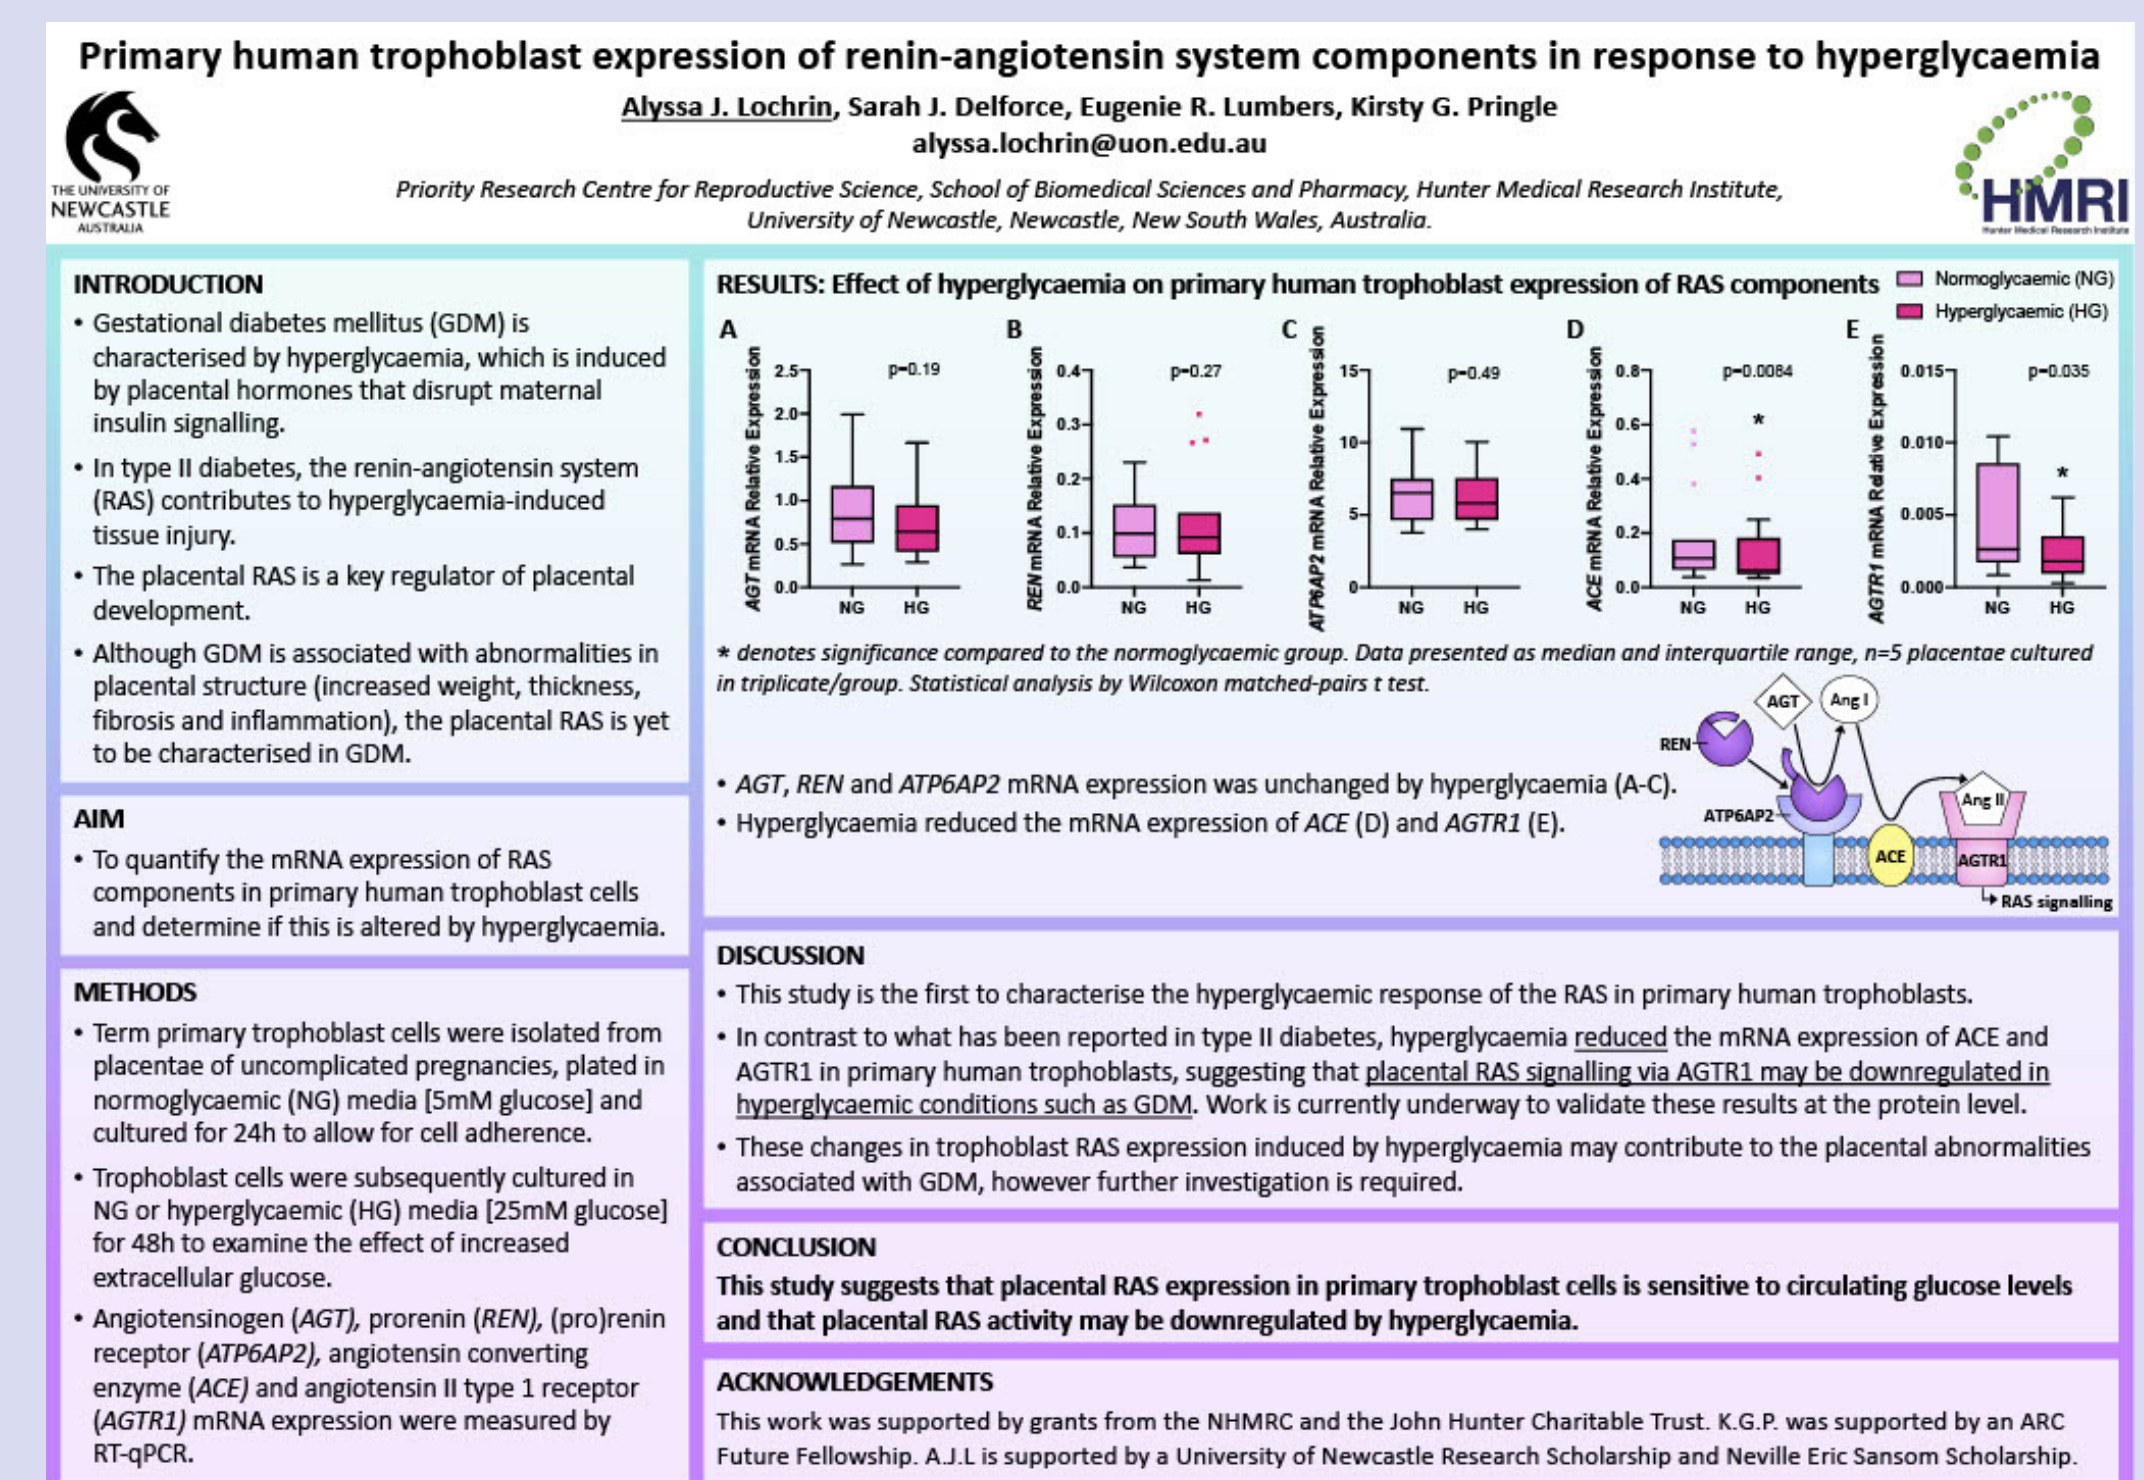 Primary human trophoblast expression of renin-angiotensin system components in response to hyperglycaemia
Alyssa J. Lochrin, Sarah J. Delforce, Eugenie R. Lumbers, Kirsty G. Pringle
alyssa.lochrin@uon.edu.au
Priority Research Centre for Reproductive Science, School of Biomedical Sciences and Pharmacy, Hunter Medical Research Institute,
University of Newcastle, Newcastle, New South Wales, Australia.
THE UNIVERSITY OF
NEWCASTLE
AUSTRALIA
HMRI
Hunter Medical Research Institute
INTRODUCTION
• Gestational diabetes mellitus (GDM) is
characterised by hyperglycaemia, which is induced
by placental hormones that disrupt maternal
insulin signalling.
• In type II diabetes, the renin-angiotensin system
(RAS) contributes to hyperglycaemia-induced
tissue injury.
• The placental RAS is a key regulator of placental
development.
• Although GDM is associated with abnormalities in
placental structure (increased weight, thickness,
fibrosis and inflammation), the placental RAS is yet
to be characterised in GDM.
AIM
• To quantify the mRNA expression of RAS
components in primary human trophoblast cells
and determine if this is altered by hyperglycaemia.
METHODS
• Term primary trophoblast cells were isolated from
placentae of uncomplicated pregnancies, plated in
normoglycaemic (NG) media [5mM glucose] and
cultured for 24h to allow for cell adherence.
• Trophoblast cells were subsequently cultured in
NG or hyperglycaemic (HG) media [25mM glucose]
for 48h to examine the effect of increased
extracellular glucose.
• Angiotensinogen (AGT), prorenin (REN), (pro)renin
receptor (ATP6AP2), angiotensin converting
enzyme (ACE) and angiotensin II type 1 receptor
(AGTR1) mRNA expression were measured by
RT-qPCR.
RESULTS: Effect of hyperglycaemia on primary human trophoblast expression of RAS components
Normoglycaemic (NG)
Hyperglycaemic (HG)
A
AGT mRNA Relative Expression
2.5
2.0
1.5
1.0
0.5
0.0
p=0.19
NG HG
B
REN mRNA Relative Expression
0.4
0.3
0.2
0.1
0.0
p=0.27
NG HG
C
ATP6AP2 mRNA Relative Expression
15
10
5
0
p=0.49
NG HG
D
ACE mRNA Relative Expression
0.8
0.6
0.4
0.2
0.0
p=0.0084
*
NG HG
E
AGTR1 mRNA Relative Expression
0.015
0.010
0.005
0.000
p=0.035
*
NG HG
* denotes significance compared to the normoglycaemic group. Data presented as median and interquartile range, n=5 placentae cultured
in triplicate/group. Statistical analysis by Wilcoxon matched-pairs t test.
• AGT, REN and ATP6AP2 mRNA expression was unchanged by hyperglycaemia (A-C).
• Hyperglycaemia reduced the mRNA expression of ACE (D) and AGTR1 (E).
AGT
Ang I
REN
ATP6AP2
Ang II
ACE
AGTR1
RAS signalling
DISCUSSION
• This study is the first to characterise the hyperglycaemic response of the RAS in primary human trophoblasts.
• In contrast to what has been reported in type II diabetes, hyperglycaemia reduced the mRNA expression of ACE and
AGTR1 in primary human trophoblasts, suggesting that placental RAS signalling via AGTR1 may be downregulated in
hyperglycaemic conditions such as GDM. Work is currently underway to validate these results at the protein level.
• These changes in trophoblast RAS expression induced by hyperglycaemia may contribute to the placental abnormalities
associated with GDM, however further investigation is required.
CONCLUSION
This study suggests that placental RAS expression in primary trophoblast cells is sensitive to circulating glucose levels
and that placental RAS activity may be downregulated by hyperglycaemia.
ACKNOWLEDGEMENTS
This work was supported by grants from the NHMRC and the John Hunter Charitable Trust. K.G.P. was supported by an ARC
Future Fellowship. A.J.L is supported by a University of Newcastle Research Scholarship and Neville Eric Sansom Scholarship.